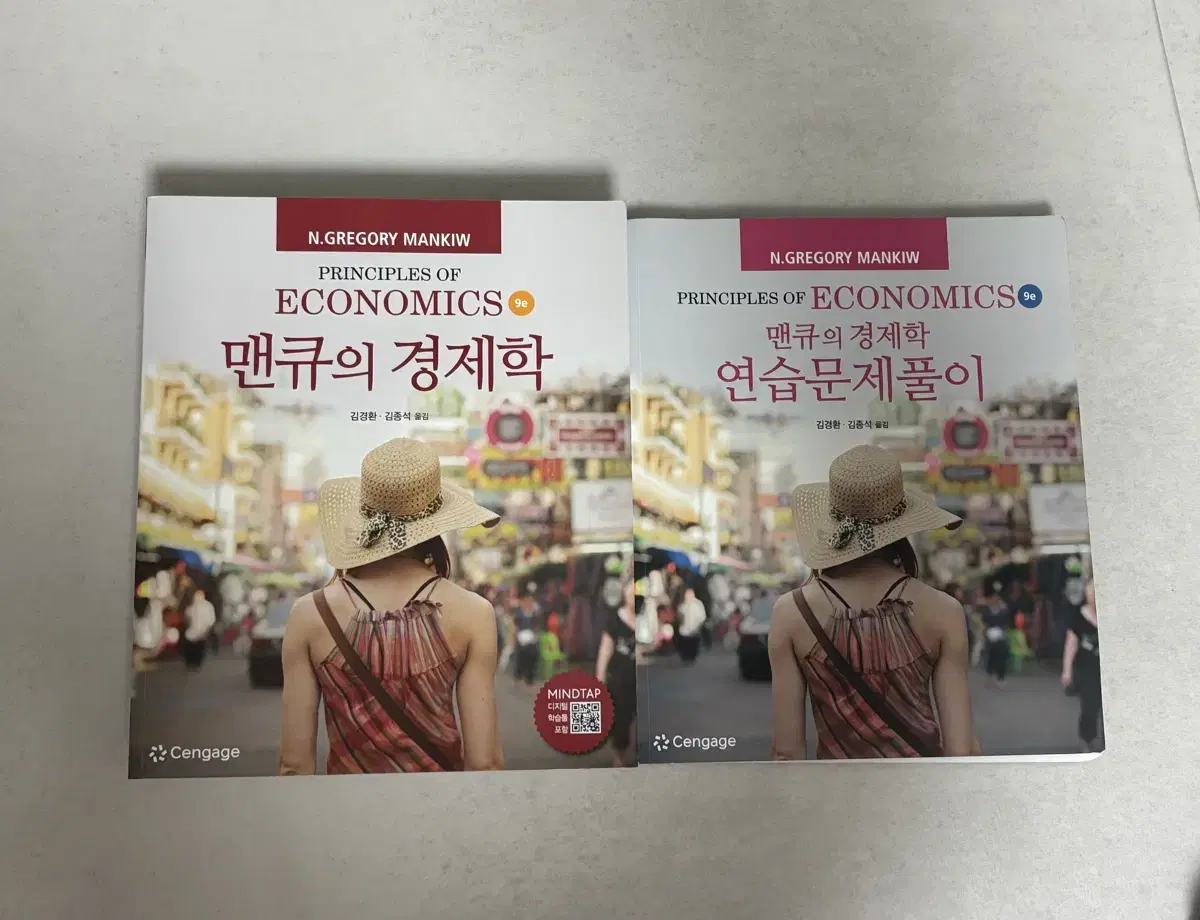 N.GREGORY MANKIW
PRINCIPLES OF
ECONOMICS 9e
맨큐의 경제학
김경환 · 김종석 옮김
MINDTAP
디지털
학습툴
포함
Cengage
N.GREGORY MANKIW
PRINCIPLES OF ECONOMICS 9e
맨큐의 경제학
연습문제풀이
김경환 · 김종석 옮김
Cengage